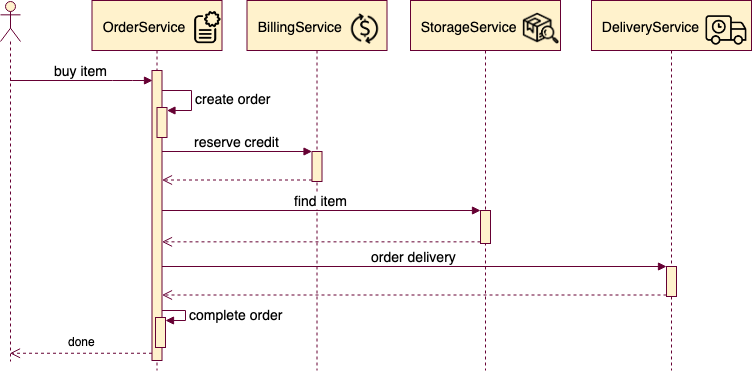 OrderService
BillingService
StorageService
DeliveryService
buy item
create order
reserve credit
find item
order delivery
complete order
done